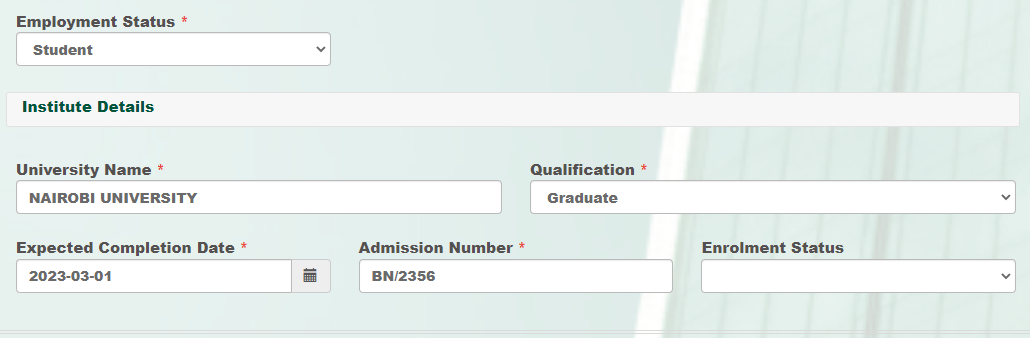 Employment Status *
Student
Institute Details
University Name * Qualification *
NAIROBI UNIVERSITY Graduate
Expected Completion Date * Admission Number * Enrolment Status
2023-03-01 BN/2356